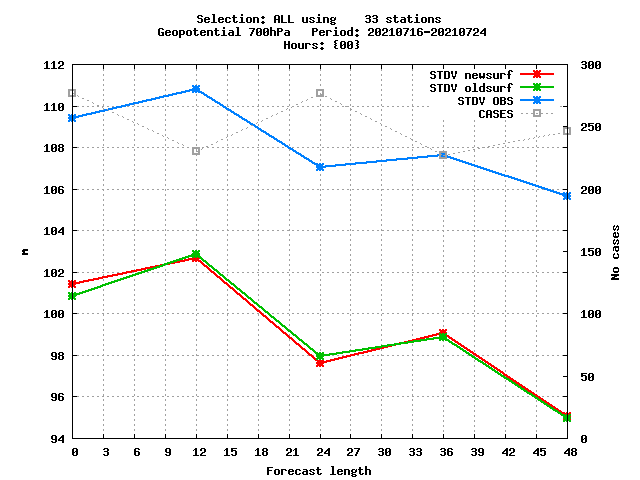 Selection: ALL using    33 stations
Geopotential 700hPa   Period: 20210716-20210724
Hours: {00}
STDV newsurf
STDV oldsurf
STDV OBS
CASES
112
110
108
106
104
102
100
98
96
94
m
300
250
200
150
100
50
0
No cases
0 3 6 9 12 15 18 21 24 27 30 33 36 39 42 45 48
Forecast length